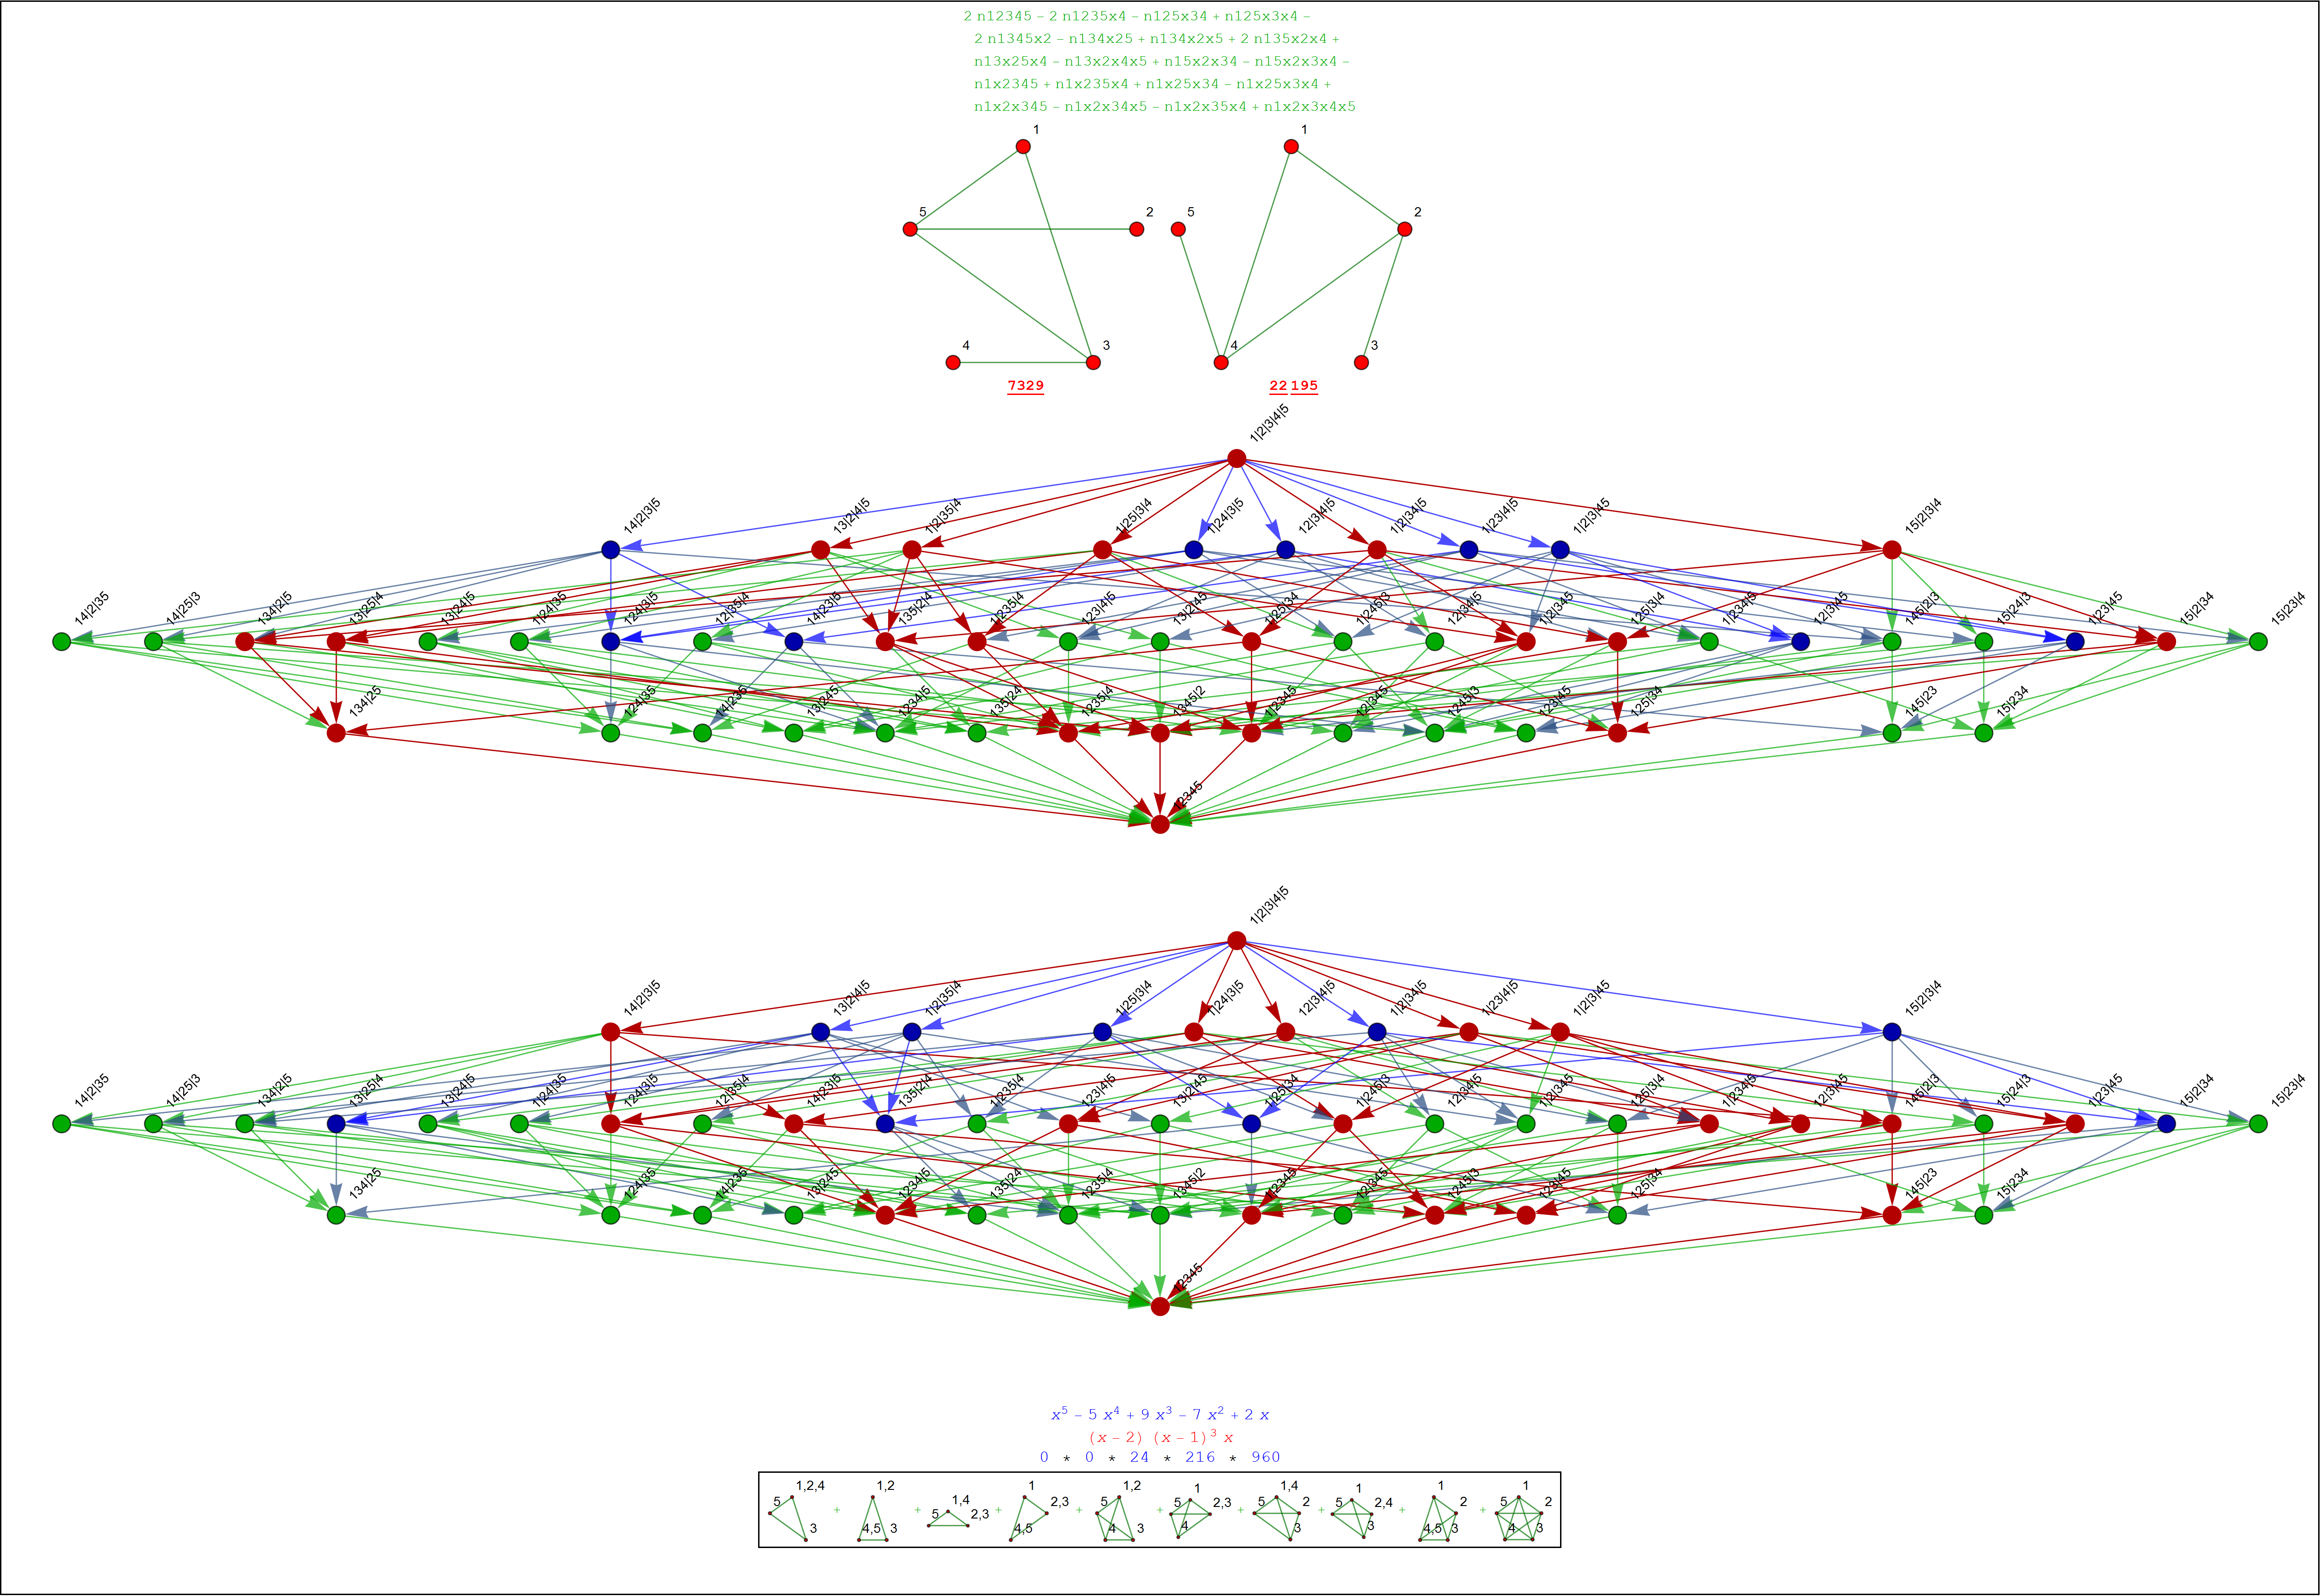 2 n12345 − 2 n1235x4 − n125x34 + n125x3x4 −
2 n1345x2 − n134x25 + n134x2x5 + 2 n135x2x4 +
n13x25x4 − n13x2x4x5 + n15x2x34 − n15x2x3x4 −
n1x2345 + n1x235x4 + n1x25x34 − n1x25x3x4 +
n1x2x345 − n1x2x34x5 − n1x2x35x4 + n1x2x3x4x5
1 1
5 2 5 2
4 3 4 3
7329 22 195
1|2|3|4|5
14|2|3|5 13|2|4|5 1|2|35|4 1|25|3|4 1|24|3|5 12|3|4|5 1|2|34|5 1|23|4|5 1|2|3|45 15|2|3|4
14|2|35 14|25|3 134|2|5 13|25|4 13|24|5 1|24|35 124|3|5 12|35|4 14|23|5 135|2|4 1|235|4 123|4|5 13|2|45 1|25|34 1|245|3 12|34|5 1|2|345 125|3|4 1|234|5 12|3|45 145|2|3 15|24|3 1|23|45 15|2|34 15|23|4
134|25 124|35 14|235 13|245 1234|5 135|24 1235|4 1345|2 1|2345 12|345 1245|3 123|45 125|34 145|23 15|234
12345
1|2|3|4|5
14|2|3|5 13|2|4|5 1|2|35|4 1|25|3|4 1|24|3|5 12|3|4|5 1|2|34|5 1|23|4|5 1|2|3|45 15|2|3|4
14|2|35 14|25|3 134|2|5 13|25|4 13|24|5 1|24|35 124|3|5 12|35|4 14|23|5 135|2|4 1|235|4 123|4|5 13|2|45 1|25|34 1|245|3 12|34|5 1|2|345 125|3|4 1|234|5 12|3|45 145|2|3 15|24|3 1|23|45 15|2|34 15|23|4
134|25 124|35 14|235 13|245 1234|5 135|24 1235|4 1345|2 1|2345 12|345 1245|3 123|45 125|34 145|23 15|234
12345
x⁵ − 5 x⁴ + 9 x³ − 7 x² + 2 x
(x − 2) (x − 1)³ x
0 * 0 * 24 * 216 * 960
1,2,4 5 3 + 1,2 4,5 3 + 1,4 5 2,3 + 1 2,3 4,5 + 1,2 5 4 3 + 1 5 2,3 4 + 1,4 5 2 3 + 1 5 2,4 3 + 1 2 4,5 3 + 1 5 2 4 3